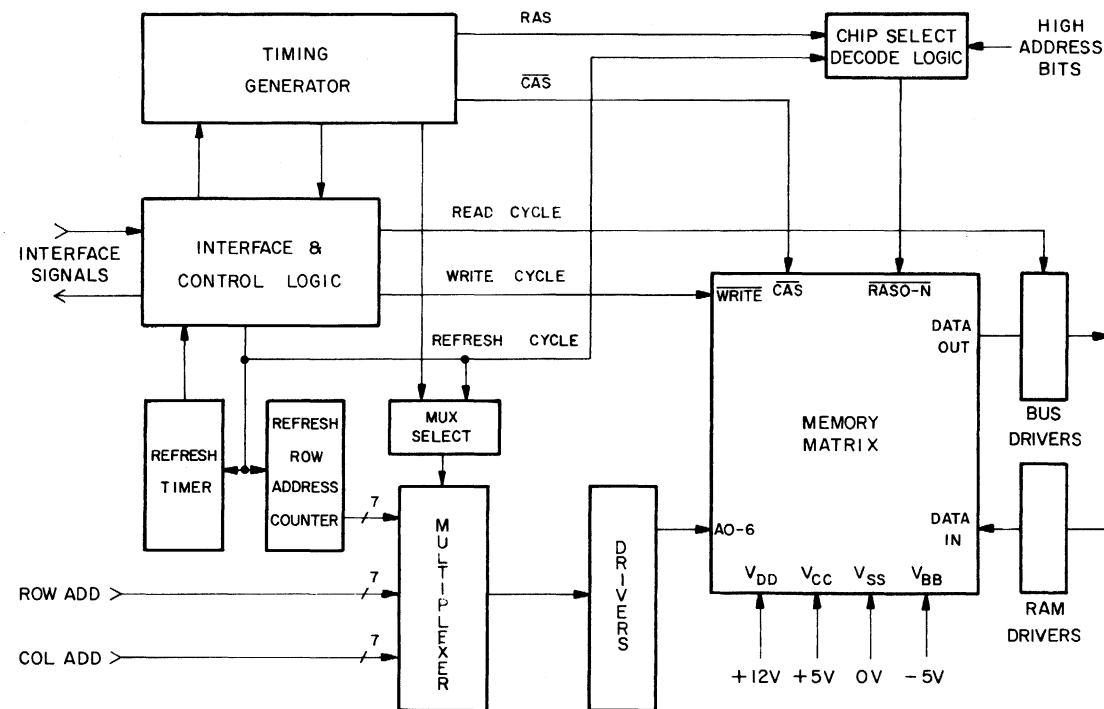 RAS
CHIP SELECT
DECODE LOGIC
HIGH
ADDRESS
BITS
TIMING
GENERATOR
CAS
READ CYCLE
INTERFACE
SIGNALS
INTERFACE &
CONTROL LOGIC
WRITE CYCLE
WRITE
CAS
RASO-N
REFRESH CYCLE
DATA
OUT
MUX
SELECT
MEMORY
MATRIX
BUS
DRIVERS
REFRESH
TIMER
REFRESH
ROW
ADDRESS
COUNTER
7
MULTIPLEXER
DRIVERS
AO-6
DATA
IN
ROW ADD
7
VDD
VCC
VSS
VBB
RAM
DRIVERS
COL ADD
7
+12V
+5V
OV
-5V